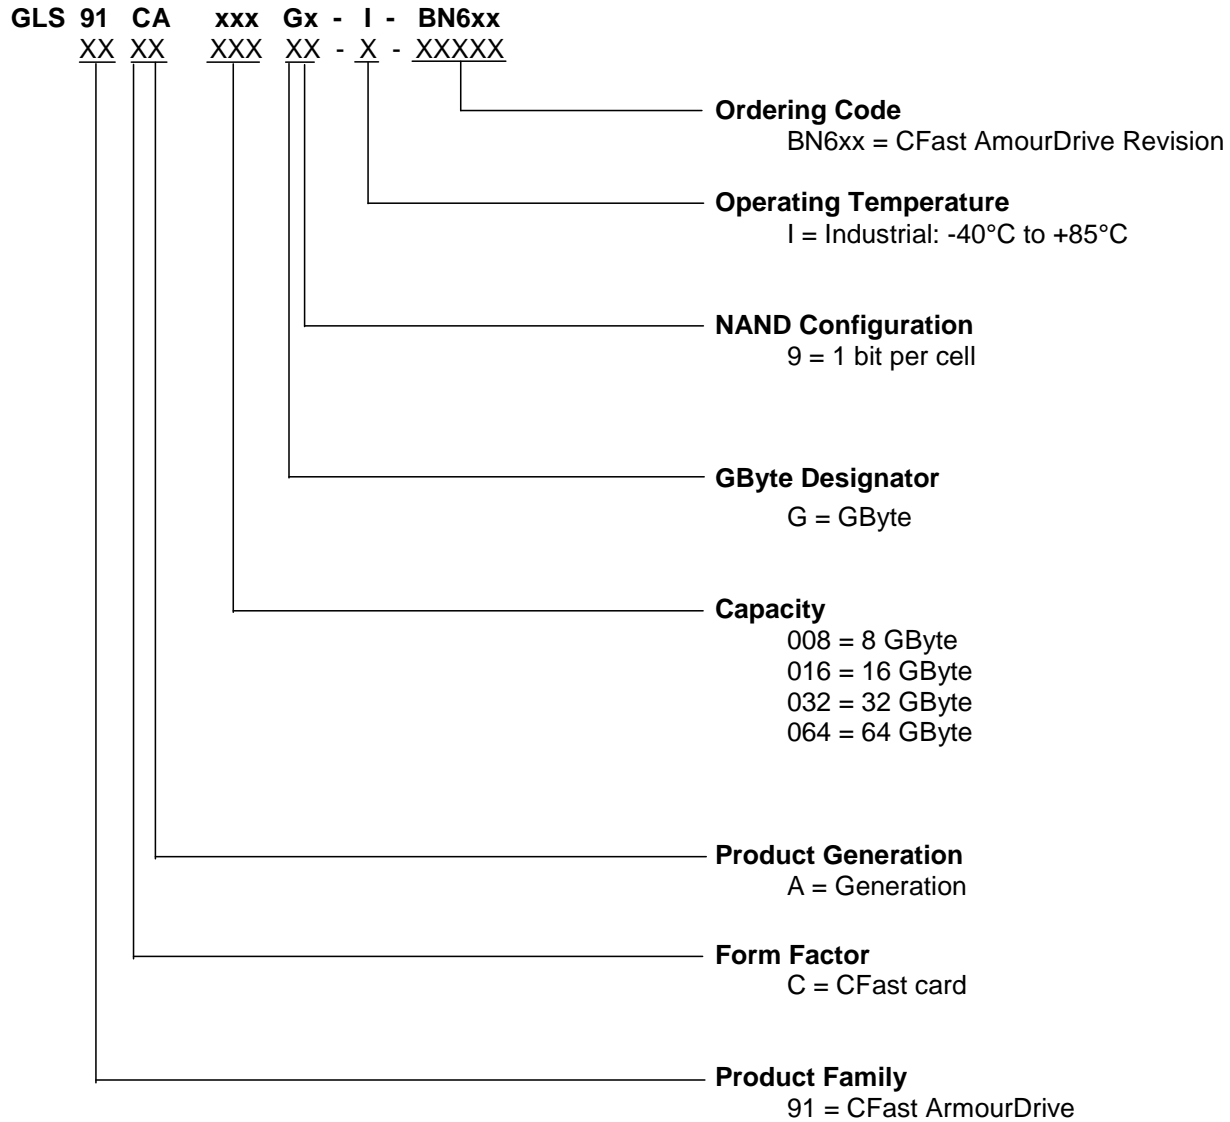 GLS 91 CA xxx Gx - I - BN6xx
XX XX XXX XX - X - XXXXX
Ordering Code
BN6xx = CFast AmourDrive Revision
Operating Temperature
I = Industrial: -40°C to +85°C
NAND Configuration
9 = 1 bit per cell
GByte Designator
G = GByte
Capacity
008 = 8 GByte
016 = 16 GByte
032 = 32 GByte
064 = 64 GByte
Product Generation
A = Generation
Form Factor
C = CFast card
Product Family
91 = CFast ArmourDrive